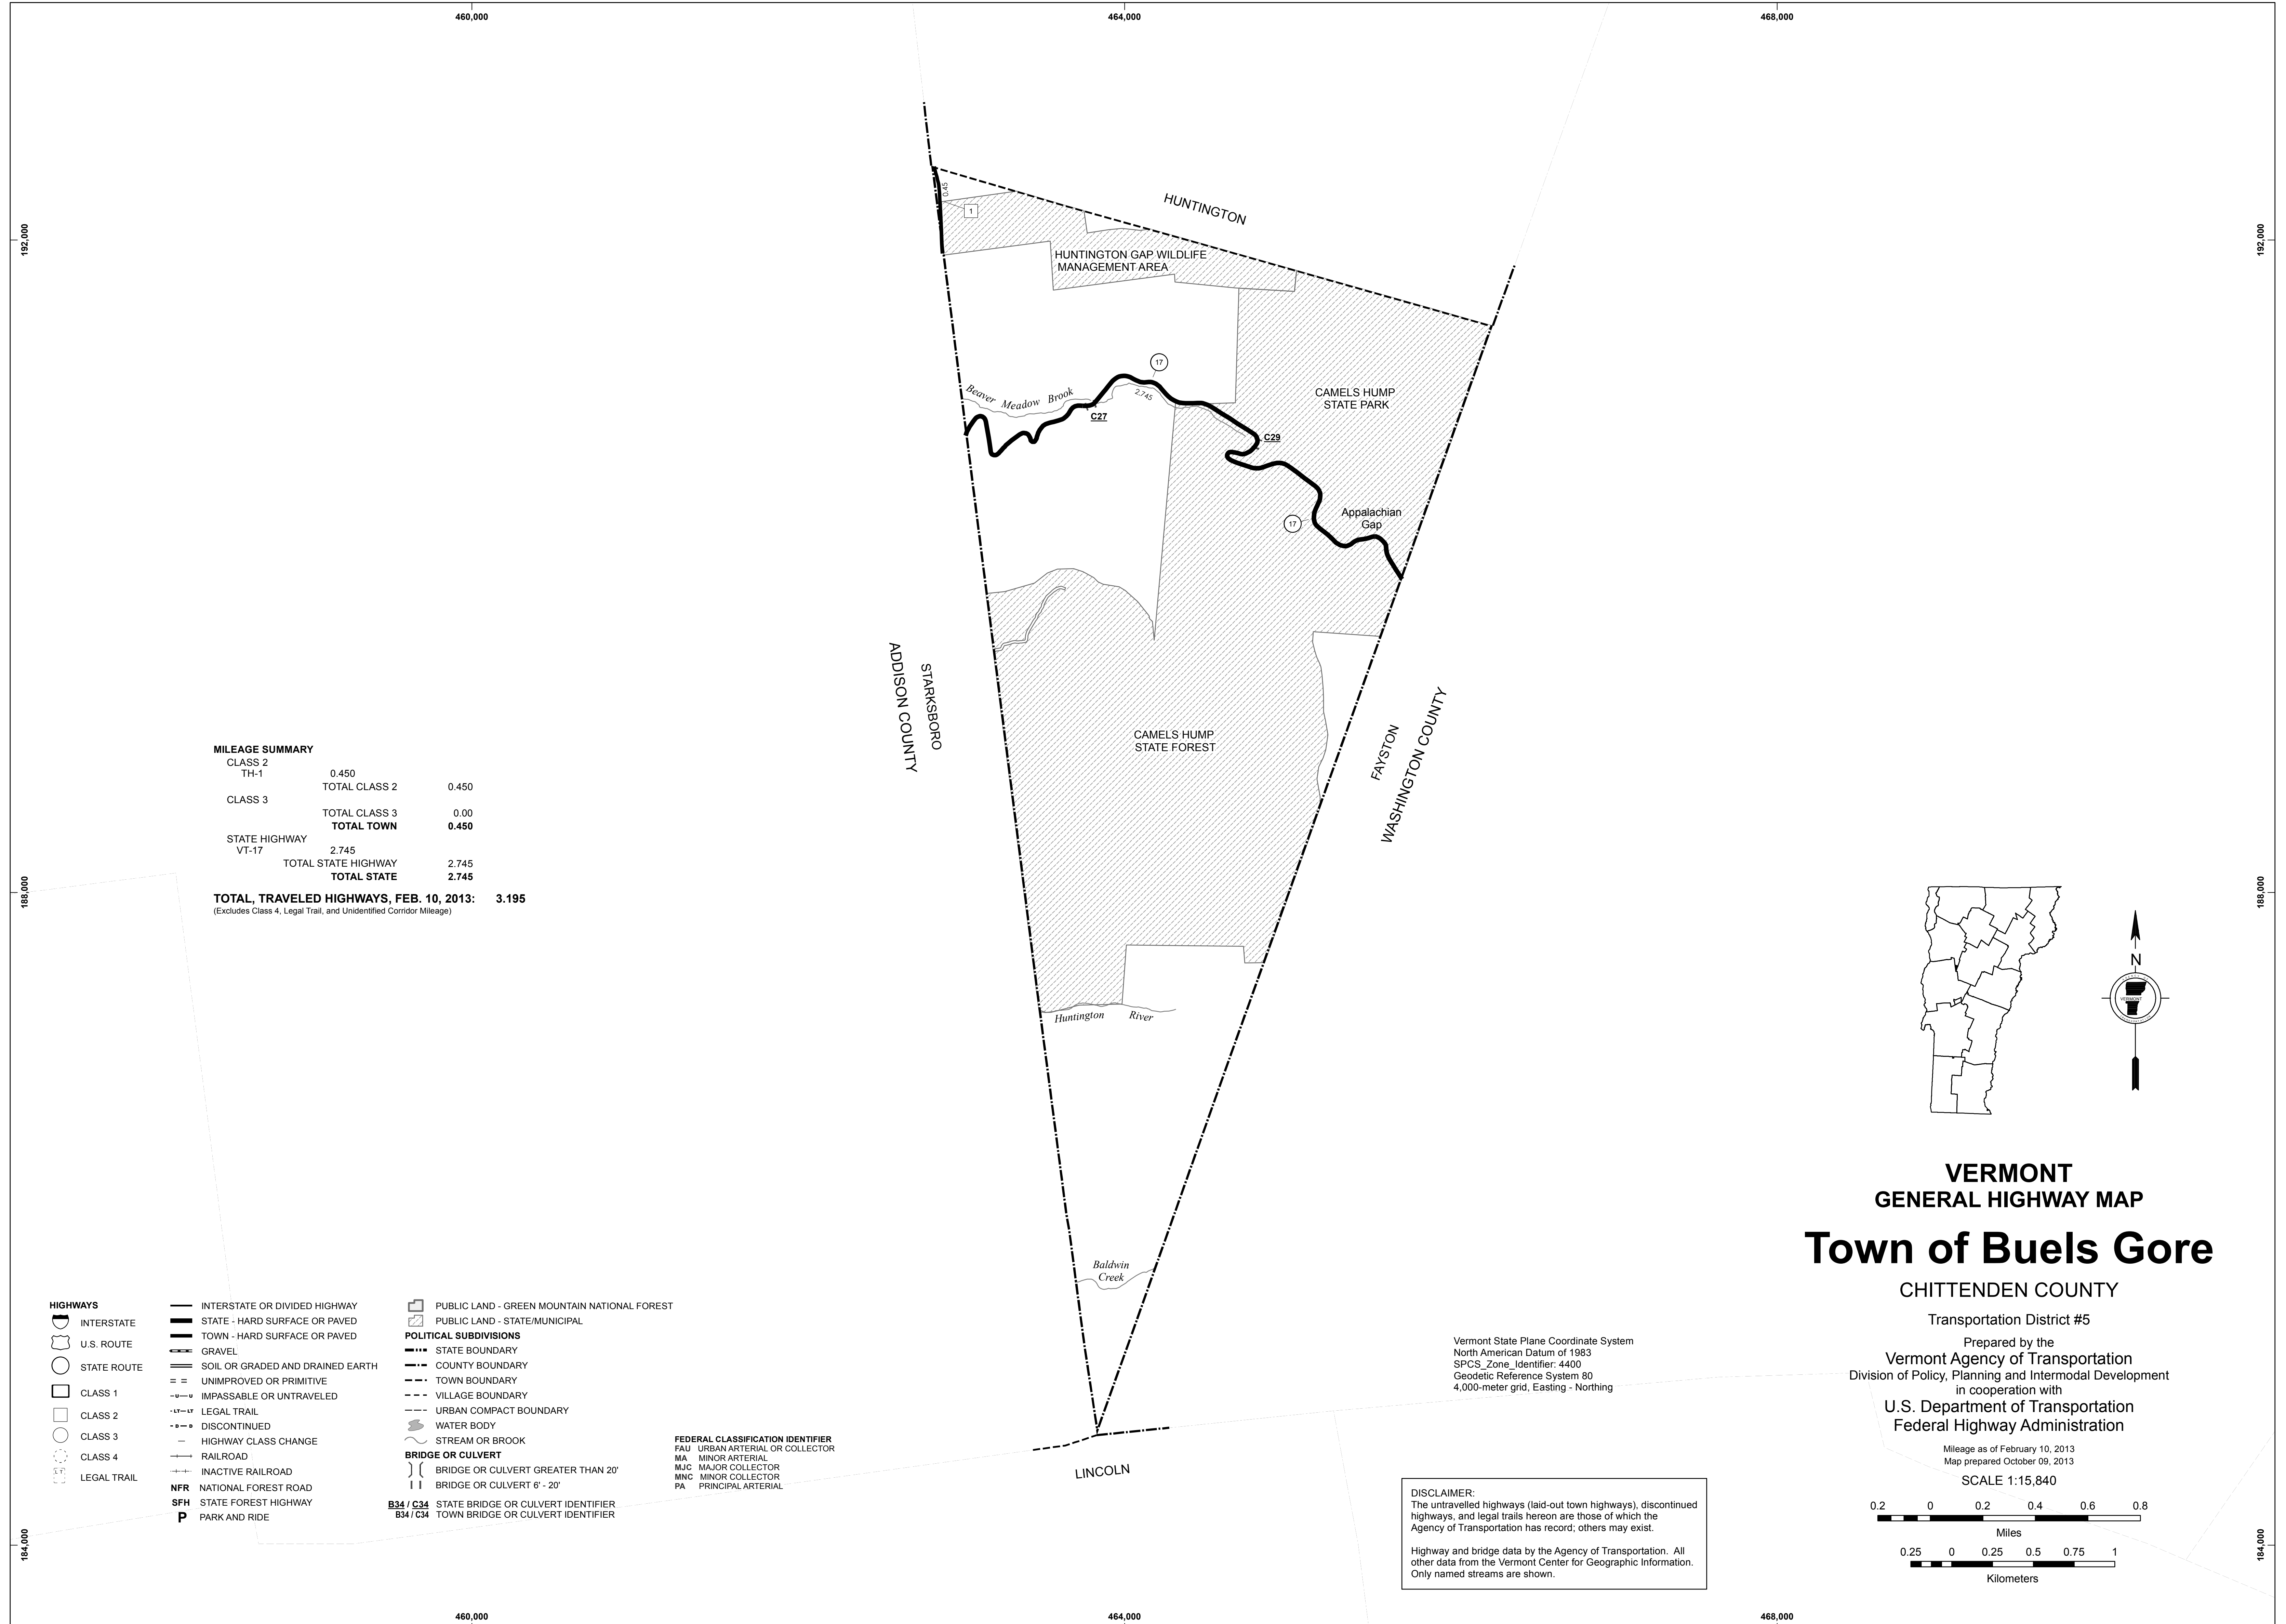 460,000
464,000
468,000
192,000
192,000
188,000
188,000
184,000
184,000
460,000
464,000
468,000
HUNTINGTON
0.45
1
HUNTINGTON GAP WILDLIFE
MANAGEMENT AREA
17
Beaver Meadow Brook
2.745
C27
CAMELS HUMP
STATE PARK
C29
17
Appalachian
Gap
STARKSBORO
ADDISON COUNTY
CAMELS HUMP
STATE FOREST
FAYSTON
WASHINGTON COUNTY
Huntington River
Baldwin
Creek
LINCOLN
MILEAGE SUMMARY
CLASS 2
TH-1 0.450
TOTAL CLASS 2 0.450
CLASS 3
TOTAL CLASS 3 0.00
TOTAL TOWN 0.450
STATE HIGHWAY
VT-17 2.745
TOTAL STATE HIGHWAY 2.745
TOTAL STATE 2.745
TOTAL, TRAVELED HIGHWAYS, FEB. 10, 2013: 3.195
(Excludes Class 4, Legal Trail, and Unidentified Corridor Mileage)
HIGHWAYS
INTERSTATE
U.S. ROUTE
STATE ROUTE
CLASS 1
CLASS 2
CLASS 3
CLASS 4
LEGAL TRAIL
INTERSTATE OR DIVIDED HIGHWAY
STATE - HARD SURFACE OR PAVED
TOWN - HARD SURFACE OR PAVED
GRAVEL
SOIL OR GRADED AND DRAINED EARTH
UNIMPROVED OR PRIMITIVE
U U IMPASSABLE OR UNTRAVELED
LT LT LEGAL TRAIL
D D DISCONTINUED
HIGHWAY CLASS CHANGE
RAILROAD
INACTIVE RAILROAD
NFR NATIONAL FOREST ROAD
SFH STATE FOREST HIGHWAY
P PARK AND RIDE
PUBLIC LAND - GREEN MOUNTAIN NATIONAL FOREST
PUBLIC LAND - STATE/MUNICIPAL
POLITICAL SUBDIVISIONS
STATE BOUNDARY
COUNTY BOUNDARY
TOWN BOUNDARY
VILLAGE BOUNDARY
URBAN COMPACT BOUNDARY
WATER BODY
STREAM OR BROOK
BRIDGE OR CULVERT
BRIDGE OR CULVERT GREATER THAN 20'
BRIDGE OR CULVERT 6' - 20'
B34 / C34 STATE BRIDGE OR CULVERT IDENTIFIER
B34 / C34 TOWN BRIDGE OR CULVERT IDENTIFIER
FEDERAL CLASSIFICATION IDENTIFIER
FAU URBAN ARTERIAL OR COLLECTOR
MA MINOR ARTERIAL
MJC MAJOR COLLECTOR
MNC MINOR COLLECTOR
PA PRINCIPAL ARTERIAL
Vermont State Plane Coordinate System
North American Datum of 1983
SPCS_Zone_Identifier: 4400
Geodetic Reference System 80
4,000-meter grid, Easting - Northing
DISCLAIMER:
The untravelled highways (laid-out town highways), discontinued
highways, and legal trails hereon are those of which the
Agency of Transportation has record; others may exist.
Highway and bridge data by the Agency of Transportation. All
other data from the Vermont Center for Geographic Information.
Only named streams are shown.
N
VERMONT
VERMONT
GENERAL HIGHWAY MAP
Town of Buels Gore
CHITTENDEN COUNTY
Transportation District #5
Prepared by the
Vermont Agency of Transportation
Division of Policy, Planning and Intermodal Development
in cooperation with
U.S. Department of Transportation
Federal Highway Administration
Mileage as of February 10, 2013
Map prepared October 09, 2013
SCALE 1:15,840
0.2 0 0.2 0.4 0.6 0.8
Miles
0.25 0 0.25 0.5 0.75 1
Kilometers